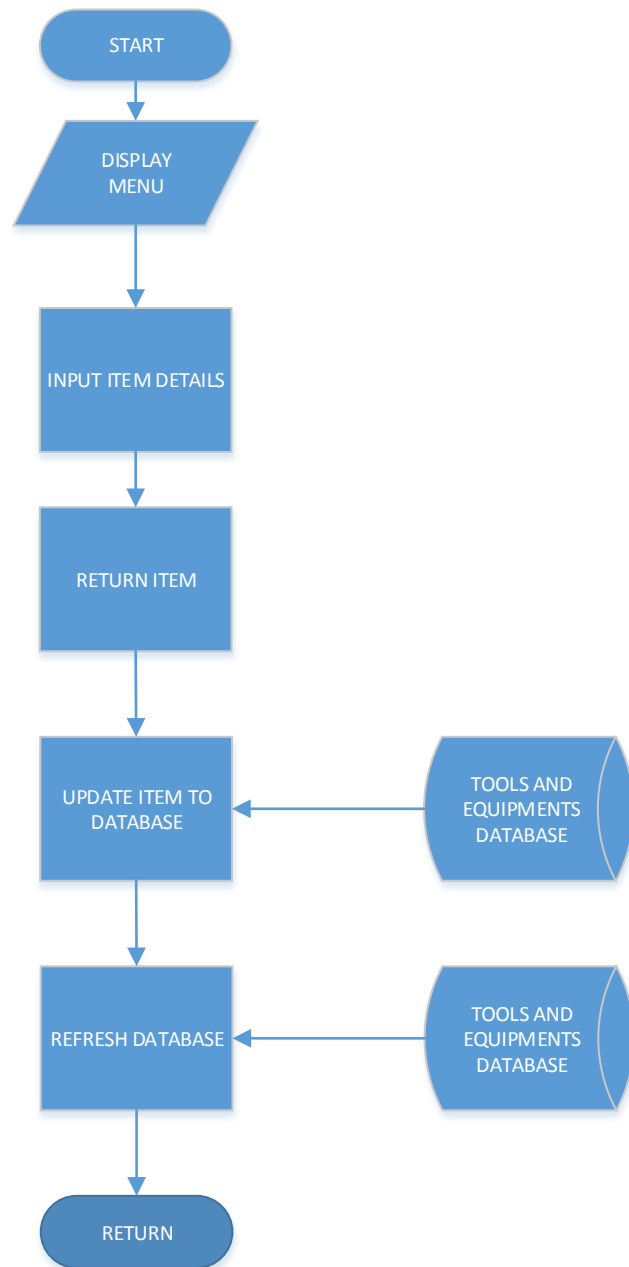 START
DISPLAY
MENU
INPUT ITEM DETAILS
RETURN ITEM
UPDATE ITEM TO
DATABASE
TOOLS AND
EQUIPMENTS
DATABASE
REFRESH DATABASE
TOOLS AND
EQUIPMENTS
DATABASE
RETURN